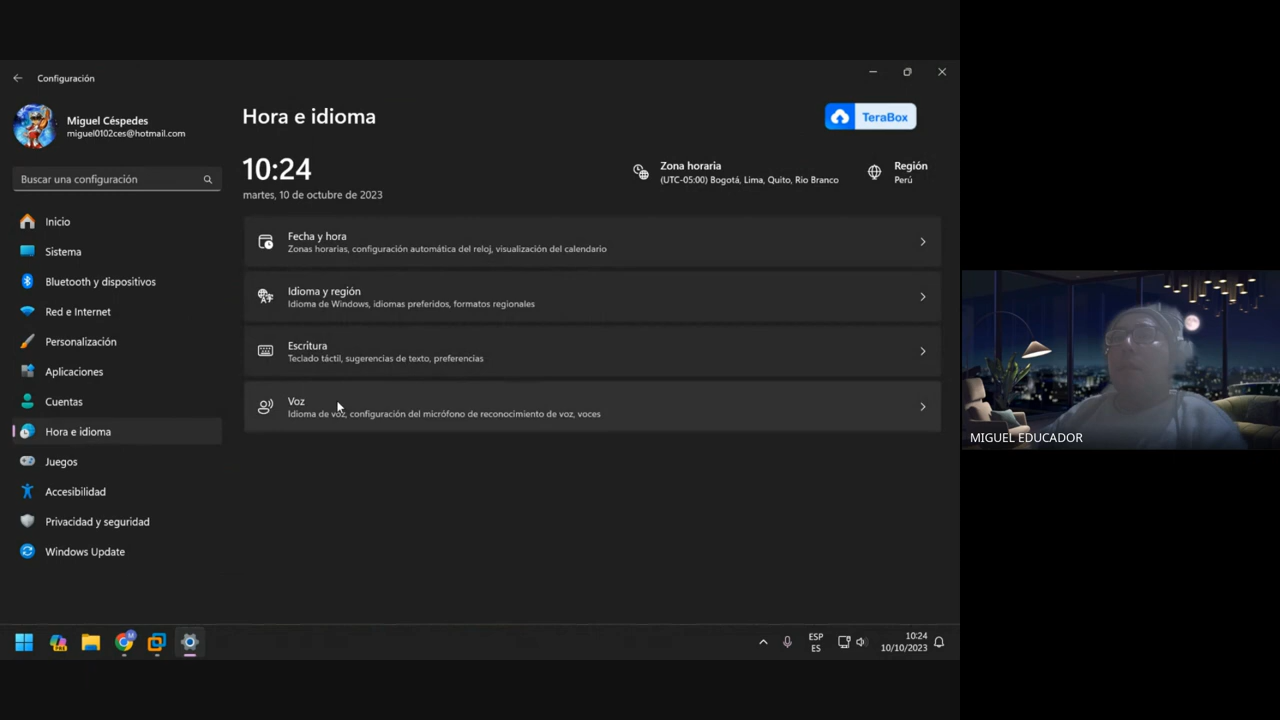 Configuración
Miguel Céspedes
miguel0102ces@hotmail.com
Buscar una configuración
Inicio
Sistema
Bluetooth y dispositivos
Red e Internet
Personalización
Aplicaciones
Cuentas
Hora e idioma
Juegos
Accesibilidad
Privacidad y seguridad
Windows Update
Hora e idioma
TeraBox
10:24
martes, 10 de octubre de 2023
Zona horaria
(UTC-05:00) Bogotá, Lima, Quito, Rio Branco
Región
Perú
Fecha y hora
Zonas horarias, configuración automática del reloj, visualización del calendario
Idioma y región
Idioma de Windows, idiomas preferidos, formatos regionales
Escritura
Teclado táctil, sugerencias de texto, preferencias
Voz
Idioma de voz, configuración del micrófono de reconocimiento de voz, voces
MIGUEL EDUCADOR
ESP
ES
10:24
10/10/2023